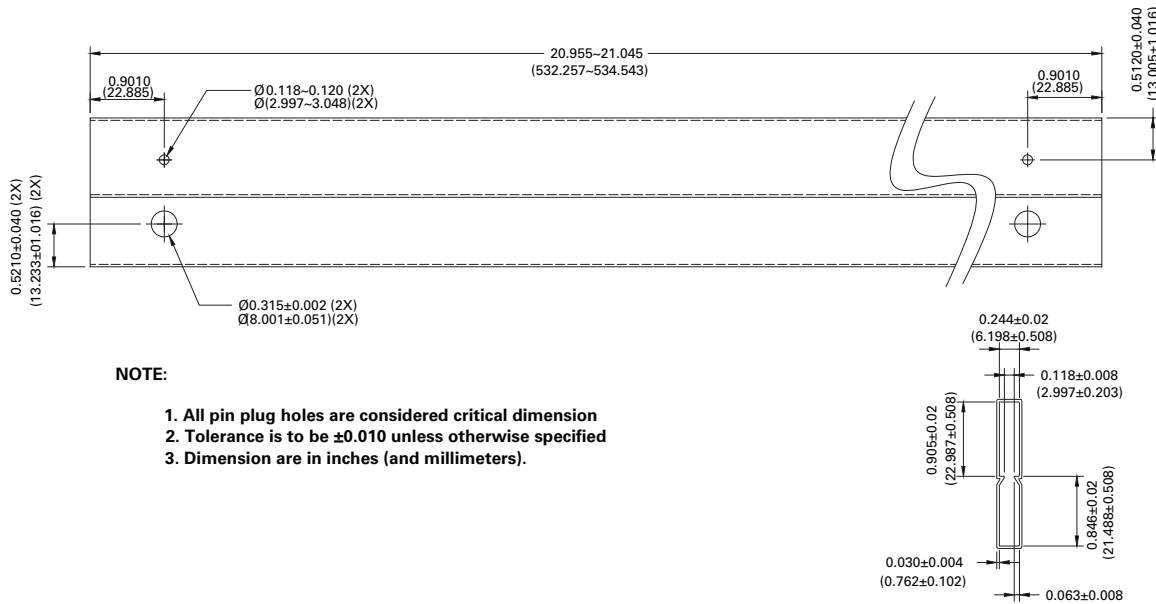 20.955~21.045
(532.257~534.543)
0.5120±0.040
(13.005±1.016)
0.9010
(22.885)
Ø0.118~0.120 (2X)
Ø(2.997~3.048)(2X)
0.9010
(22.885)
0.5210±0.040 (2X)
(13.233±01.016) (2X)
Ø0.315±0.002 (2X)
Ø(8.001±0.051)(2X)
NOTE:
1. All pin plug holes are considered critical dimension
2. Tolerance is to be ±0.010 unless otherwise specified
3. Dimension are in inches (and millimeters).
0.244±0.02
(6.198±0.508)
0.118±0.008
(2.997±0.203)
0.905±0.02
(22.987±0.508)
0.846±0.02
(21.488±0.508)
0.030±0.004
(0.762±0.102)
0.063±0.008